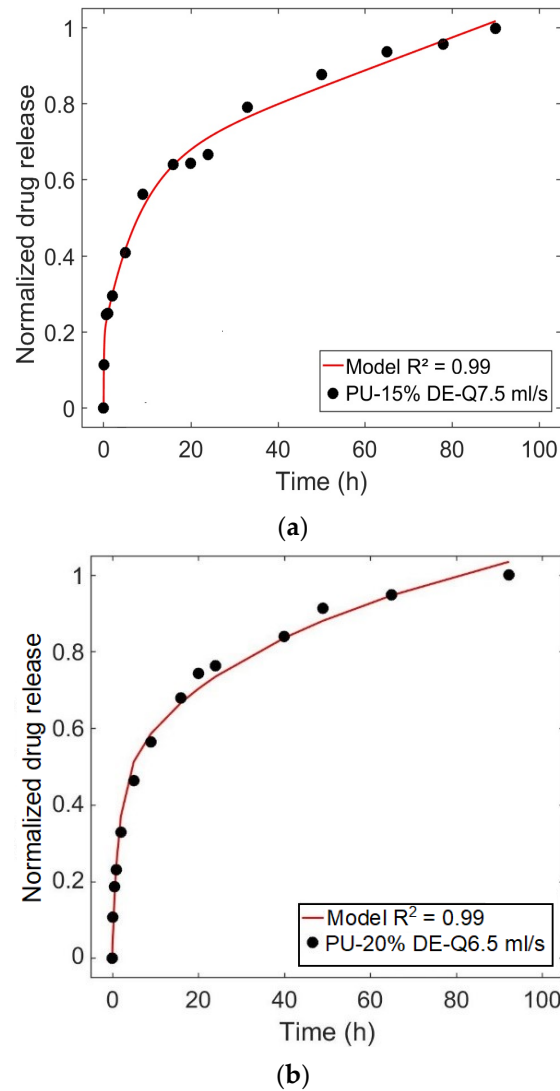 1
0.8
0.6
0.4
0.2
0
Normalized drug release
Model R² = 0.99
PU-15% DE-Q7.5 ml/s
0 20 40 60 80 100
Time (h)
(a)
1
0.8
0.6
0.4
0.2
0
Normalized drug release
Model R² = 0.99
PU-20% DE-Q6.5 ml/s
0 20 40 60 80 100
Time (h)
(b)